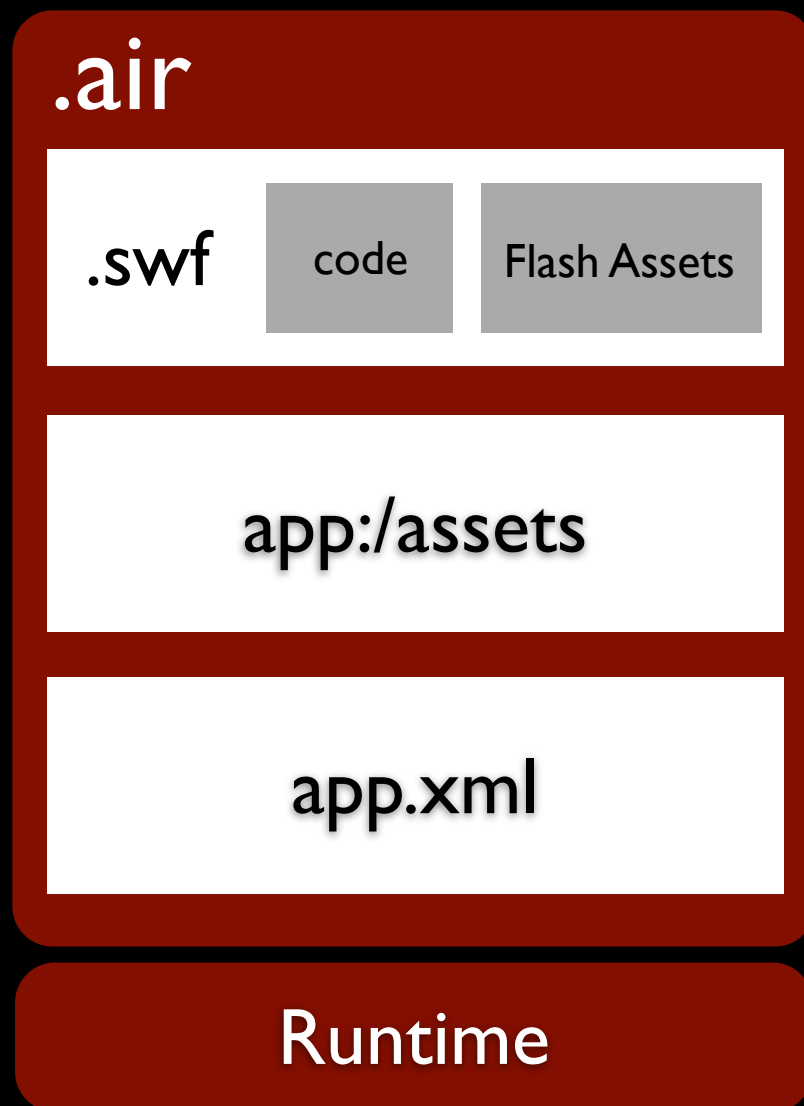 .air
.swf
code
Flash Assets
app:/assets
app.xml
Runtime